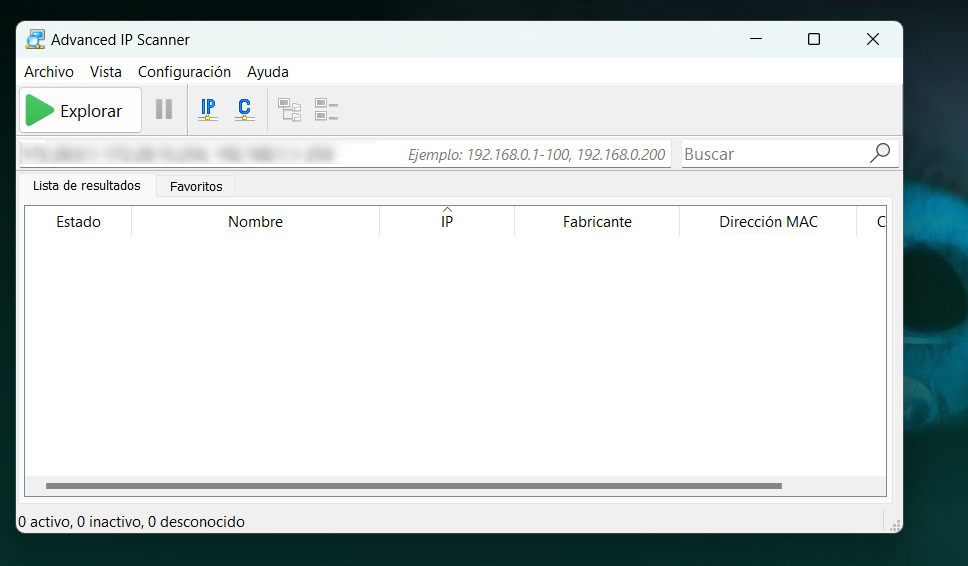 Advanced IP Scanner
Archivo Vista Configuración Ayuda
Explorar IP C
Ejemplo: 192.168.0.1-100, 192.168.0.200 Buscar
Lista de resultados Favoritos
Estado Nombre IP Fabricante Dirección MAC C
0 activo, 0 inactivo, 0 desconocido